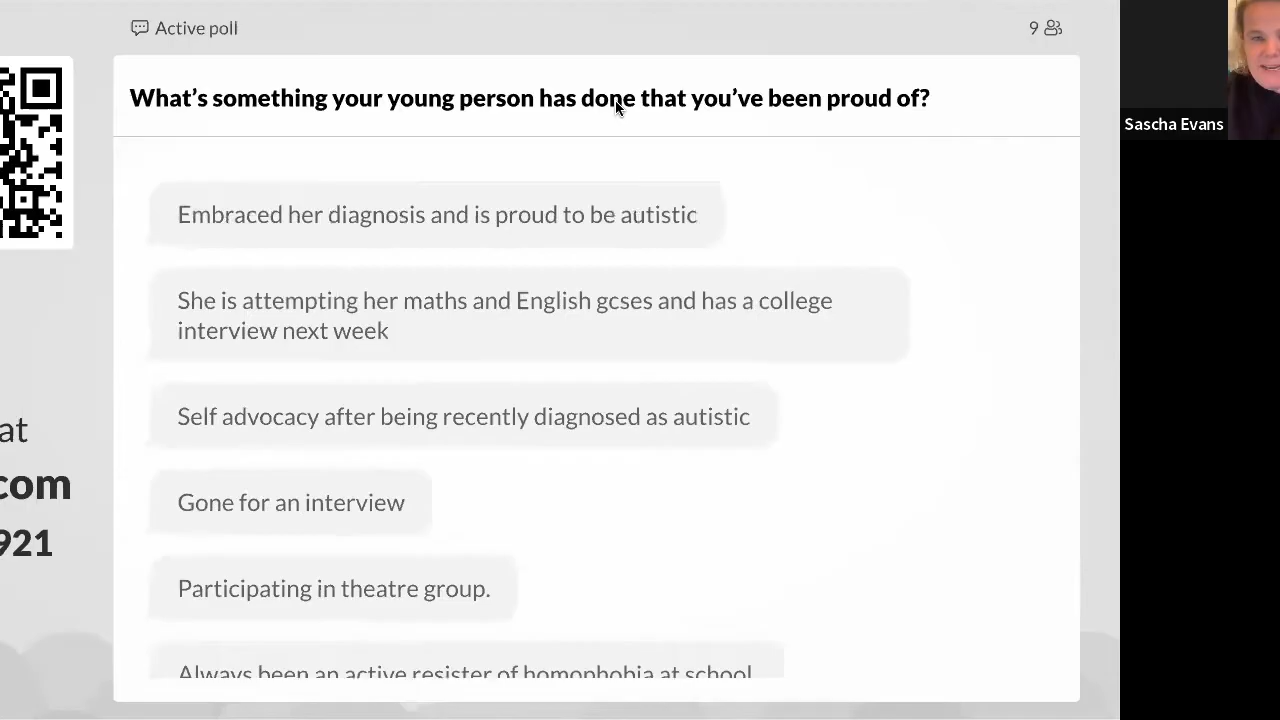 Active poll
9
What's something your young person has done that you've been proud of?
Sascha Evans
Embraced her diagnosis and is proud to be autistic
She is attempting her maths and English gcses and has a college
interview next week
Self advocacy after being recently diagnosed as autistic
at
com
921
Gone for an interview
Participating in theatre group.
Always been an active resister of homophobia at school